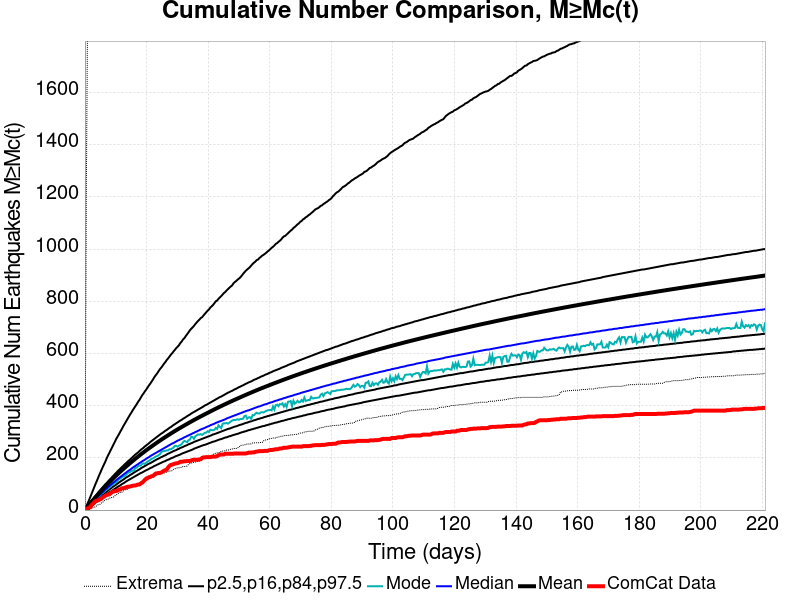 Cumulative Number Comparison, M≥Mc(t)
Cumulative Num Earthquakes M≥Mc(t)
1600
1400
1200
1000
800
600
400
200
0
0 20 40 60 80 100 120 140 160 180 200 220
Time (days)
Extrema p2.5,p16,p84,p97.5 Mode Median Mean ComCat Data